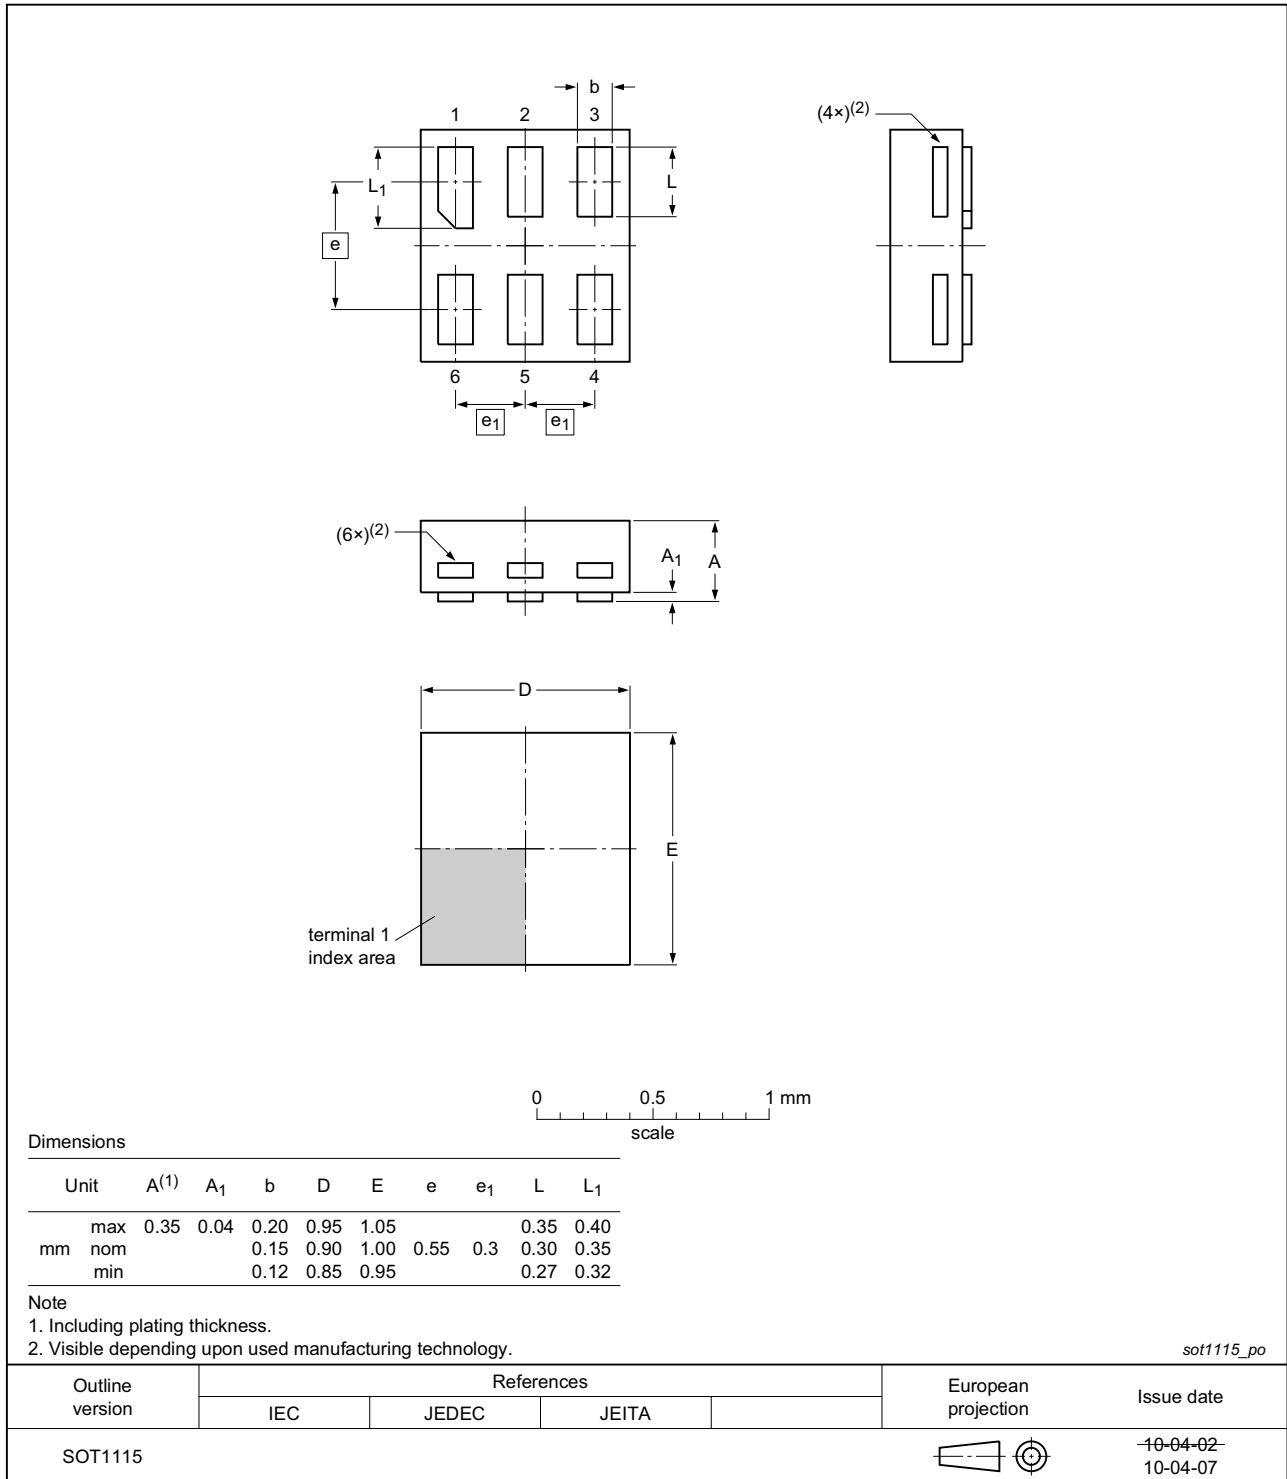 b
1 2 3
(4×)(2)
L1
L
e
6 5 4
e1 e1
(6×)(2)
A1
A
D
E
terminal 1
index area
0 0.5 1 mm
scale
Dimensions
Unit A(1) A1 b D E e e1 L L1
max 0.35 0.04 0.20 0.95 1.05 0.35 0.40
mm nom 0.15 0.90 1.00 0.55 0.3 0.30 0.35
min 0.12 0.85 0.95 0.27 0.32
Note
1. Including plating thickness.
2. Visible depending upon used manufacturing technology.
sot1115_po
Outline
version
References
IEC JEDEC JEITA
European
projection
Issue date
SOT1115
10-04-02
10-04-07